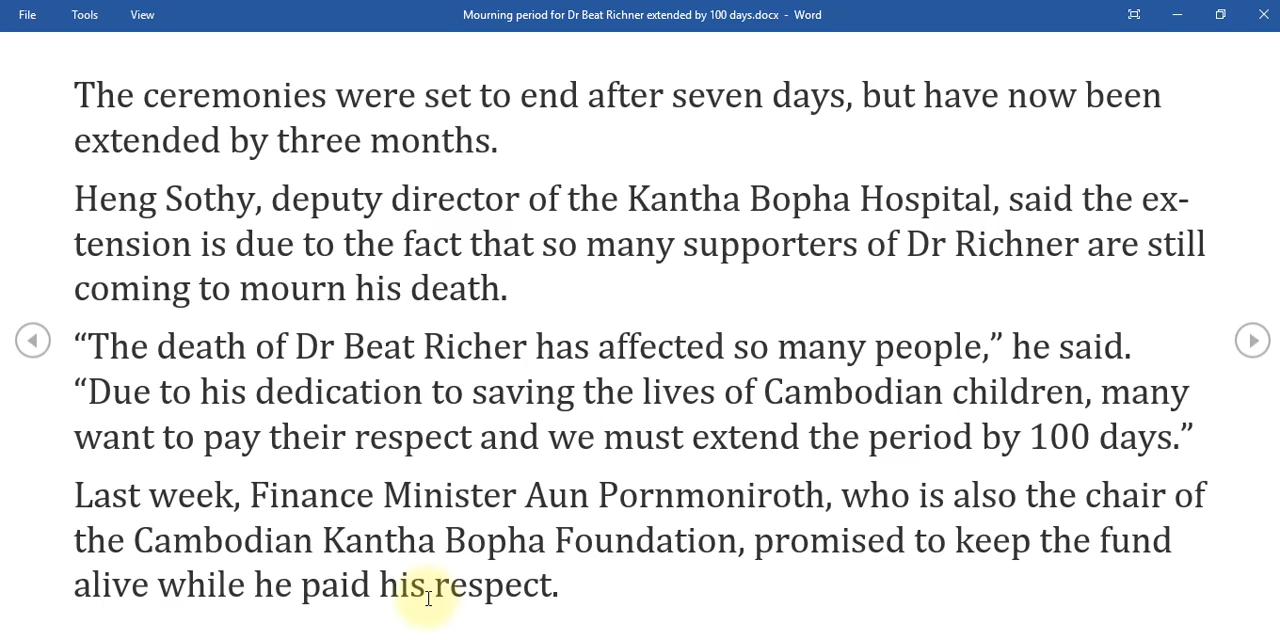 File Tools View Mourning period for Dr Beat Richner extended by 100 days.docx - Word
The ceremonies were set to end after seven days, but have now been
extended by three months.
Heng Sothy, deputy director of the Kantha Bopha Hospital, said the ex-
tension is due to the fact that so many supporters of Dr Richner are still
coming to mourn his death.
“The death of Dr Beat Richer has affected so many people,” he said.
“Due to his dedication to saving the lives of Cambodian children, many
want to pay their respect and we must extend the period by 100 days.”
Last week, Finance Minister Aun Pornmoniroth, who is also the chair of
the Cambodian Kantha Bopha Foundation, promised to keep the fund
alive while he paid his respect.